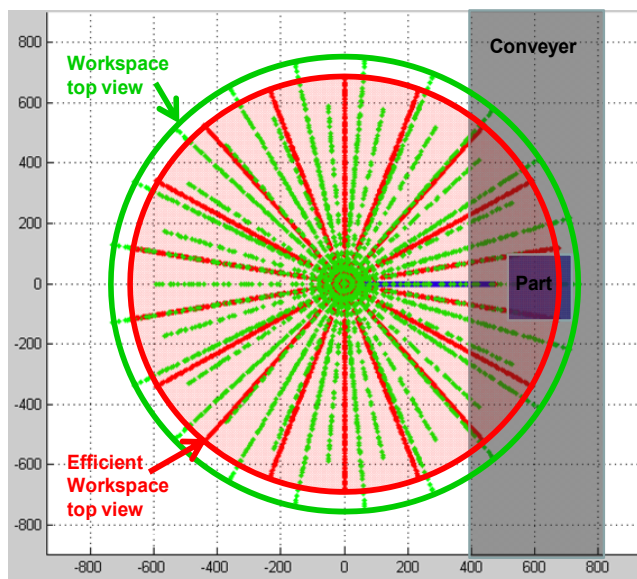 Conveyer
Workspace
top view
Part
Efficient
Workspace
top view
800
600
400
200
0
-200
-400
-600
-800
-800 -600 -400 -200 0 200 400 600 800